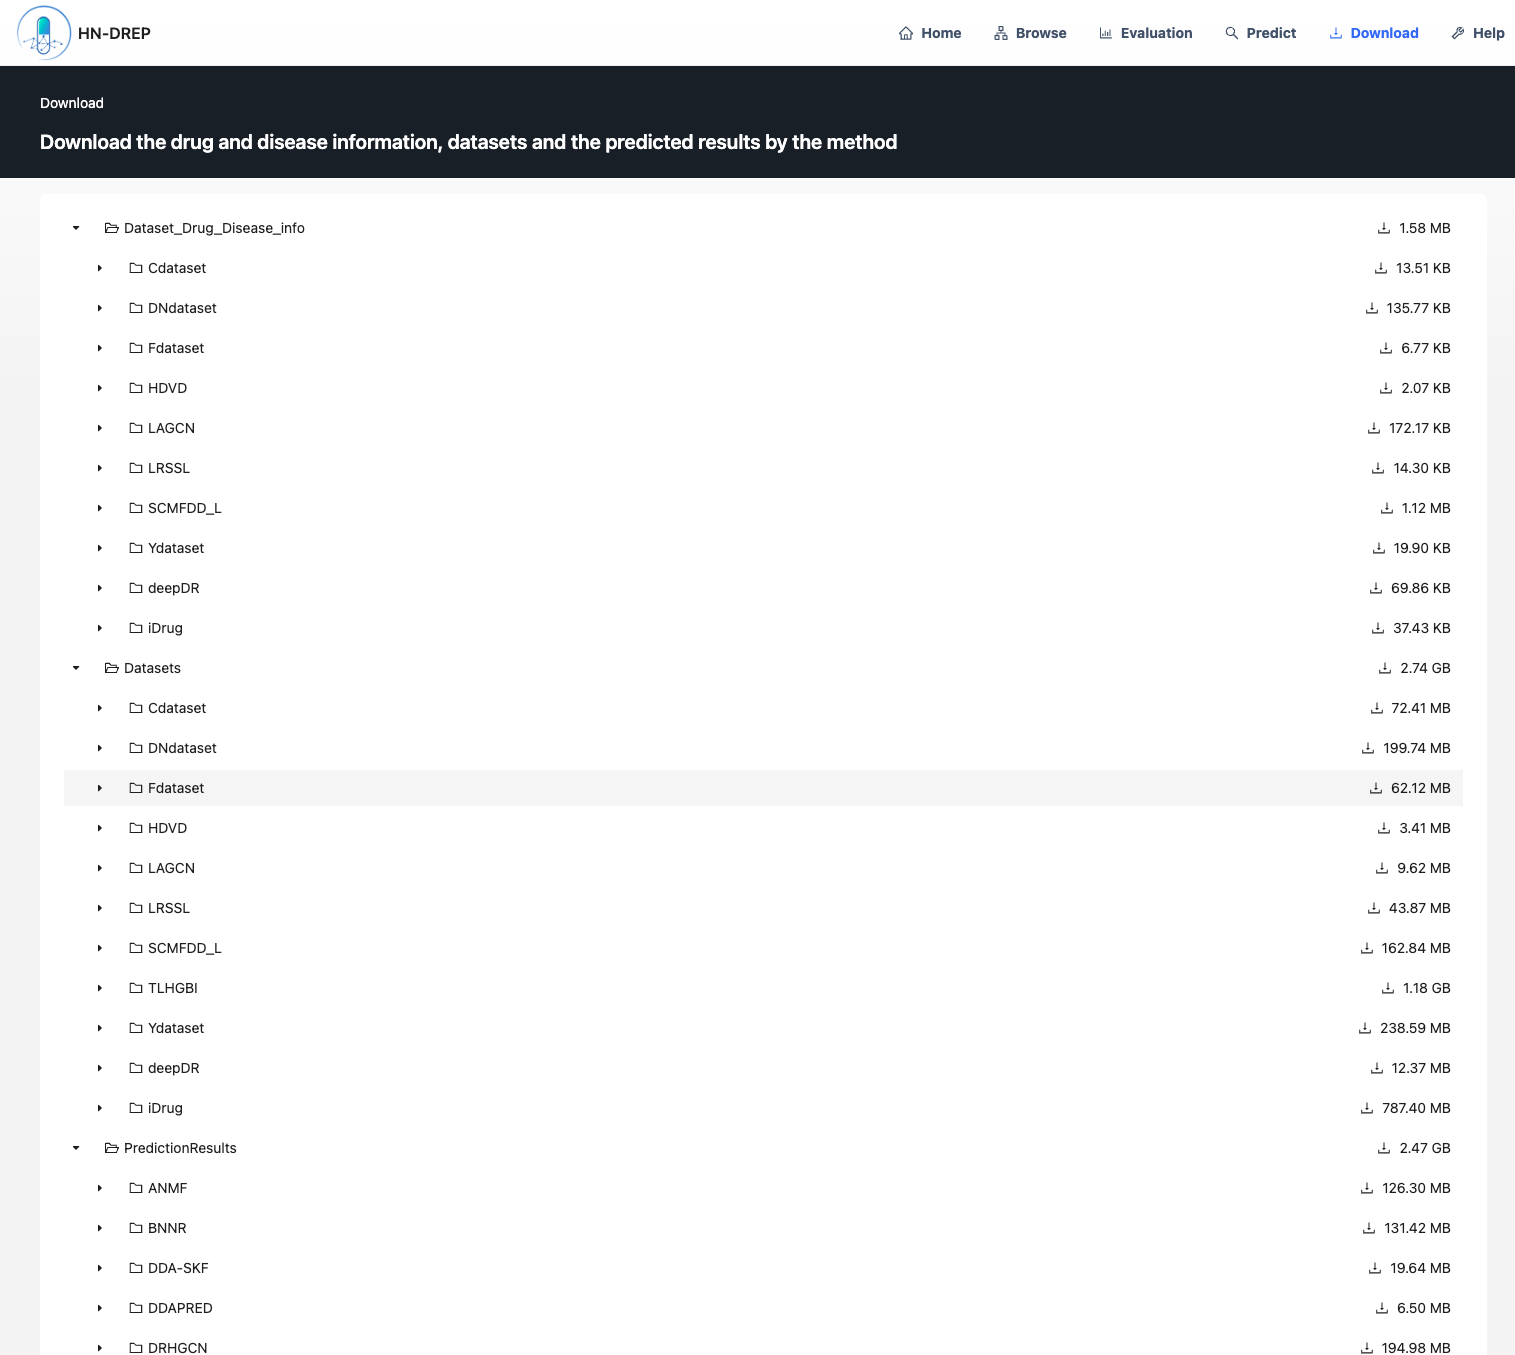 HN-DREP Home Browse Evaluation Predict Download Help
Download
Download the drug and disease information, datasets and the predicted results by the method
Dataset_Drug_Disease_info 1.58 MB
Cdataset 13.51 KB
DNdataset 135.77 KB
Fdataset 6.77 KB
HDVD 2.07 KB
LAGCN 172.17 KB
LRSSL 14.30 KB
SCMFDD_L 1.12 MB
Ydataset 19.90 KB
deepDR 69.86 KB
iDrug 37.43 KB
Datasets 2.74 GB
Cdataset 72.41 MB
DNdataset 199.74 MB
Fdataset 62.12 MB
HDVD 3.41 MB
LAGCN 9.62 MB
LRSSL 43.87 MB
SCMFDD_L 162.84 MB
TLHGBI 1.18 GB
Ydataset 238.59 MB
deepDR 12.37 MB
iDrug 787.40 MB
PredictionResults 2.47 GB
ANMF 126.30 MB
BNNR 131.42 MB
DDA-SKF 19.64 MB
DDAPRED 6.50 MB
DRHGCN 194.98 MB